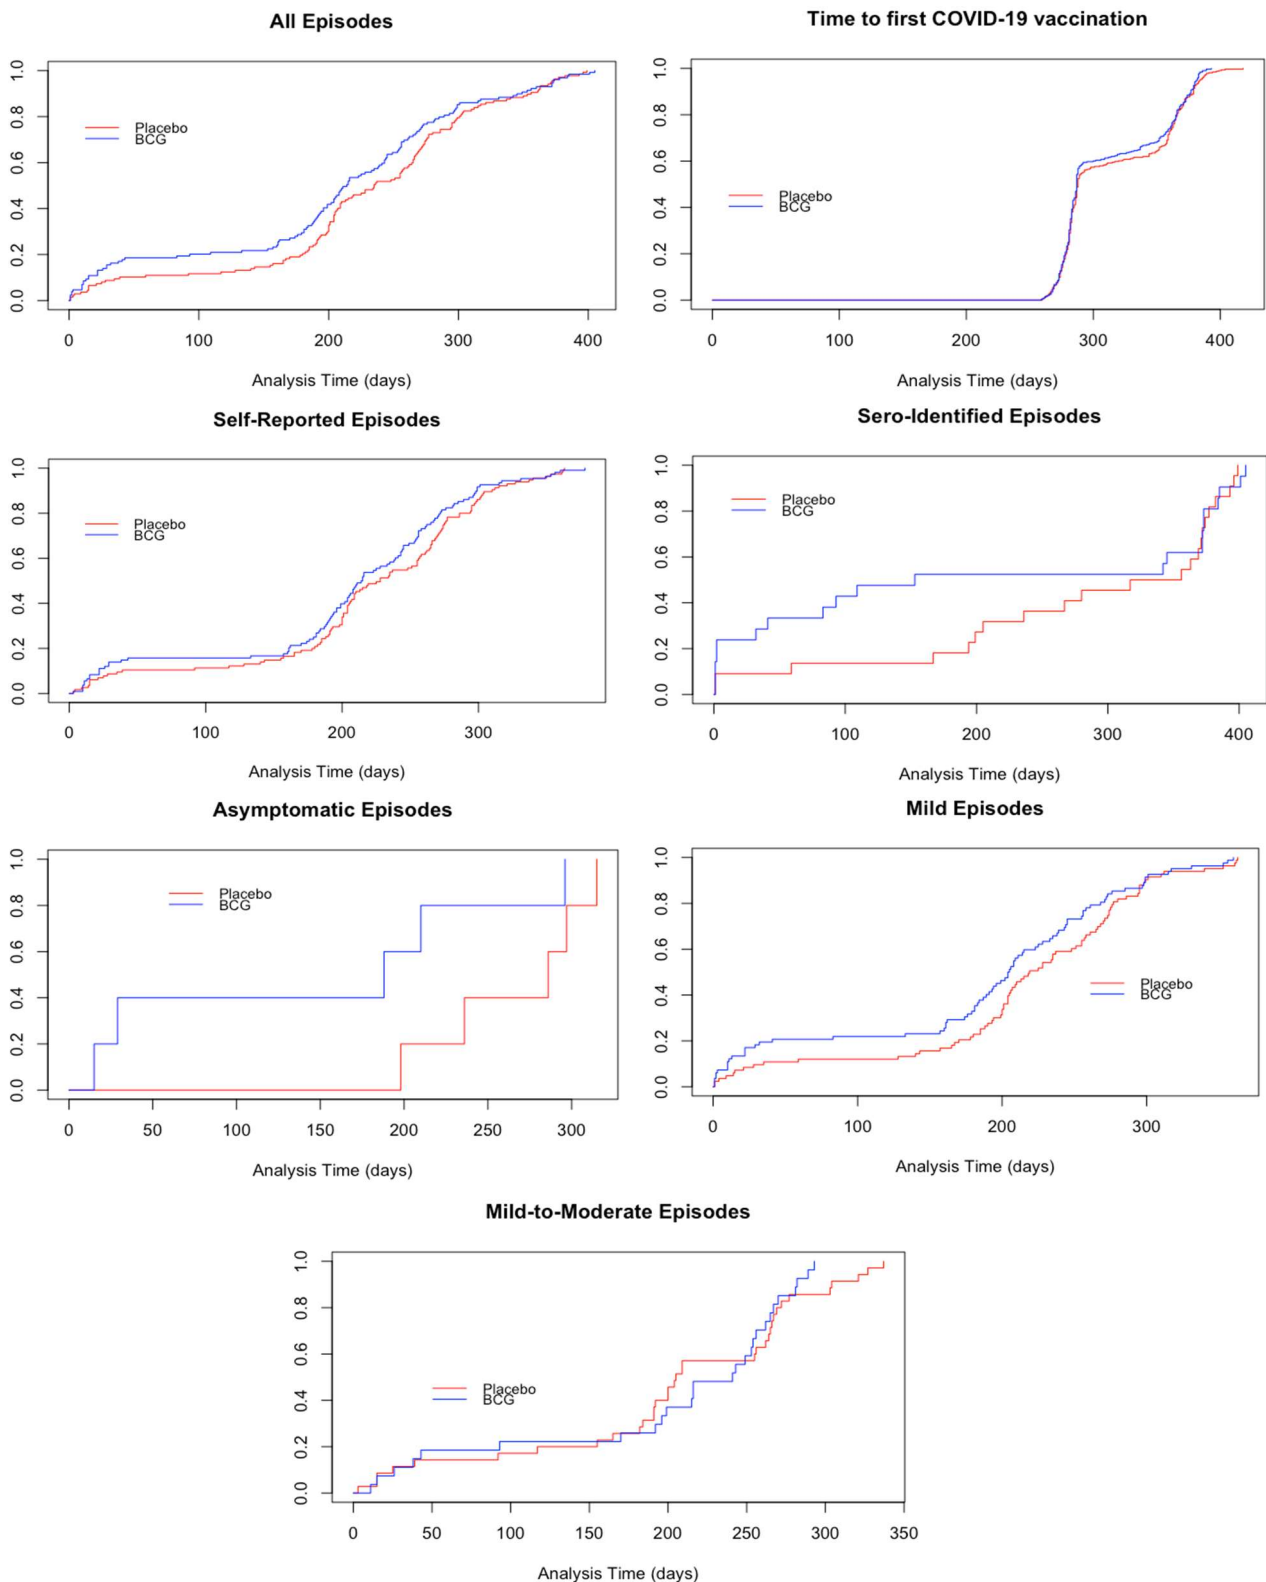 All Episodes
1.0
0.8
0.6
0.4
0.2
0.0
Placebo
BCG
0 100 200 300 400
Analysis Time (days)
Time to first COVID-19 vaccination
1.0
0.8
0.6
0.4
0.2
0.0
Placebo
BCG
0 100 200 300 400
Analysis Time (days)
Self-Reported Episodes
1.0
0.8
0.6
0.4
0.2
0.0
Placebo
BCG
0 100 200 300
Analysis Time (days)
Sero-Identified Episodes
1.0
0.8
0.6
0.4
0.2
0.0
Placebo
BCG
0 100 200 300 400
Analysis Time (days)
Asymptomatic Episodes
1.0
0.8
0.6
0.4
0.2
0.0
Placebo
BCG
0 50 100 150 200 250 300
Analysis Time (days)
Mild Episodes
1.0
0.8
0.6
0.4
0.2
0.0
Placebo
BCG
0 100 200 300
Analysis Time (days)
Mild-to-Moderate Episodes
1.0
0.8
0.6
0.4
0.2
0.0
Placebo
BCG
0 50 100 150 200 250 300 350
Analysis Time (days)